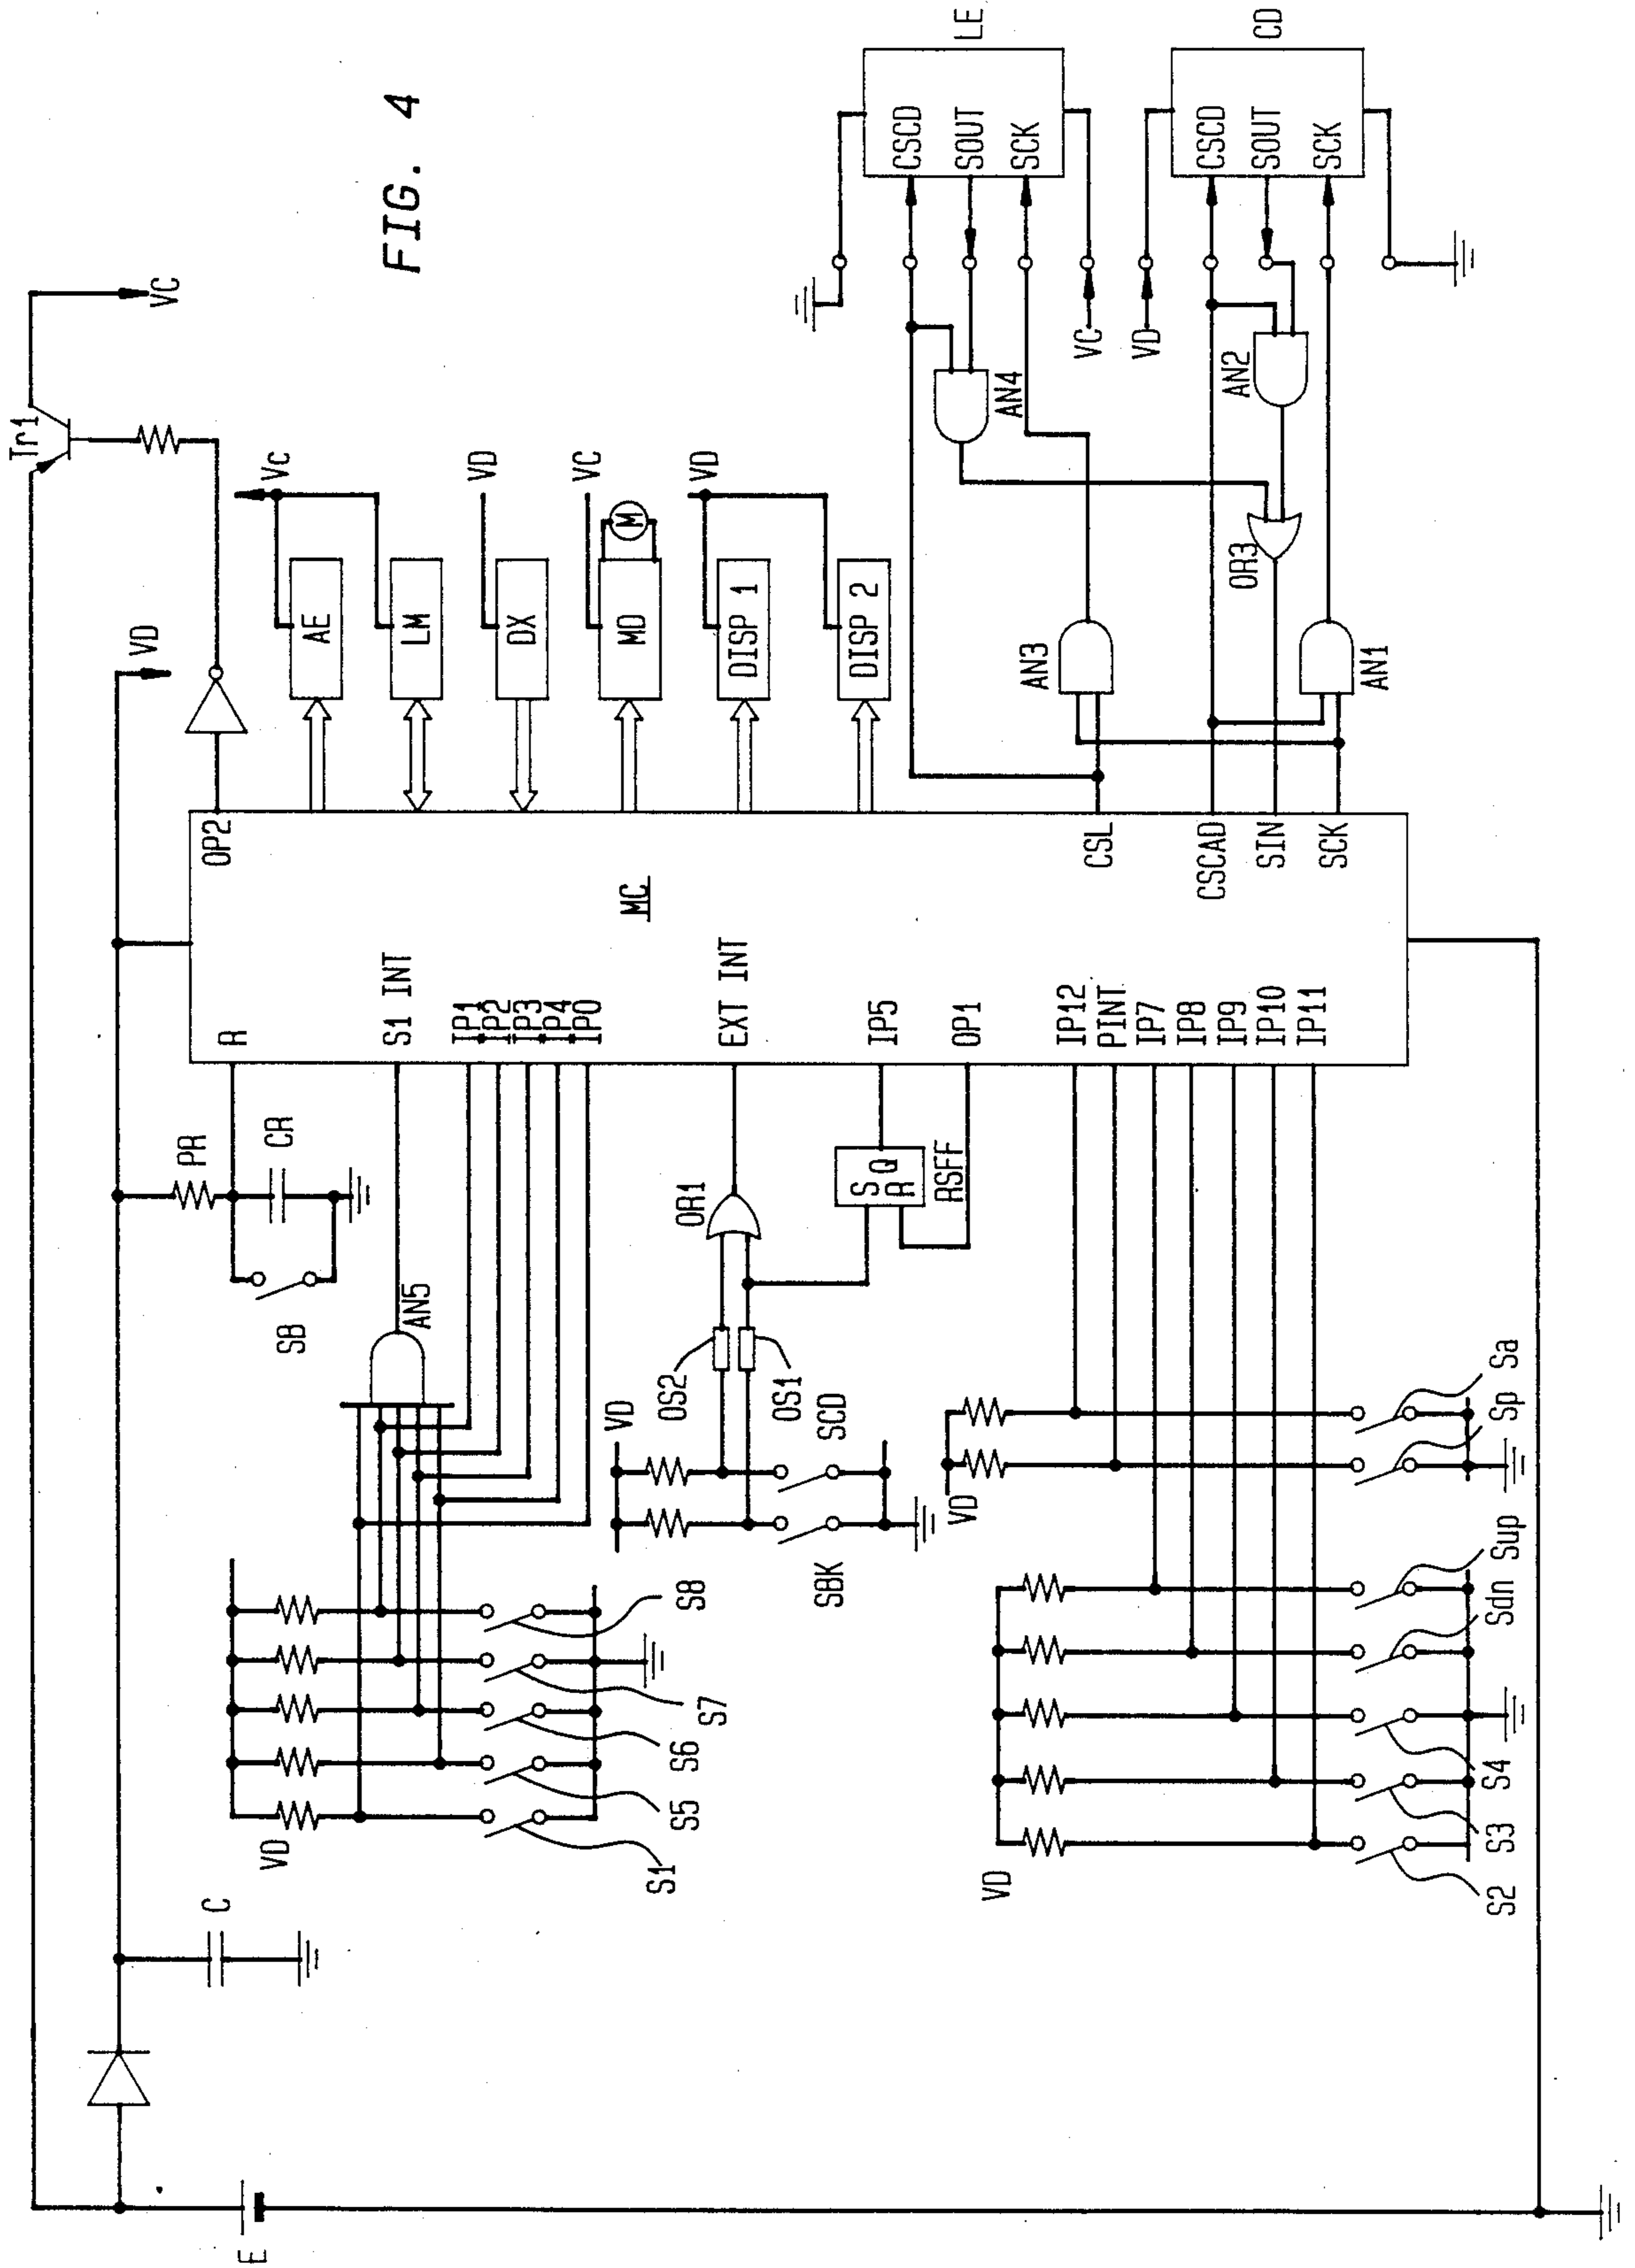 FIG. 4
E
C
VD
VC
Tr1
PR
CR
SB
R
OP2
S1 INT
IP1
IP2
IP3
IP4
IP0
EXT INT
IP5
OP1
IP12
PINT
IP7
IP8
IP9
IP10
IP11
MC
CSL
CSCAD
SIN
SCK
AE
LM
DX
MD
M
DISP 1
DISP 2
Vc
VD
VC
VD
VD
S1
S5
S6
S7
S8
AN5
VD
SBK
SCD
OS2
OS1
OR1
S
Q
R
RSFF
VD
Sa
Sp
VD
S2
S3
S4
Sdn
Sup
AN3
AN4
AN1
AN2
OR3
VC
VD
CSCD
SOUT
SCK
LE
CSCD
SOUT
SCK
CD